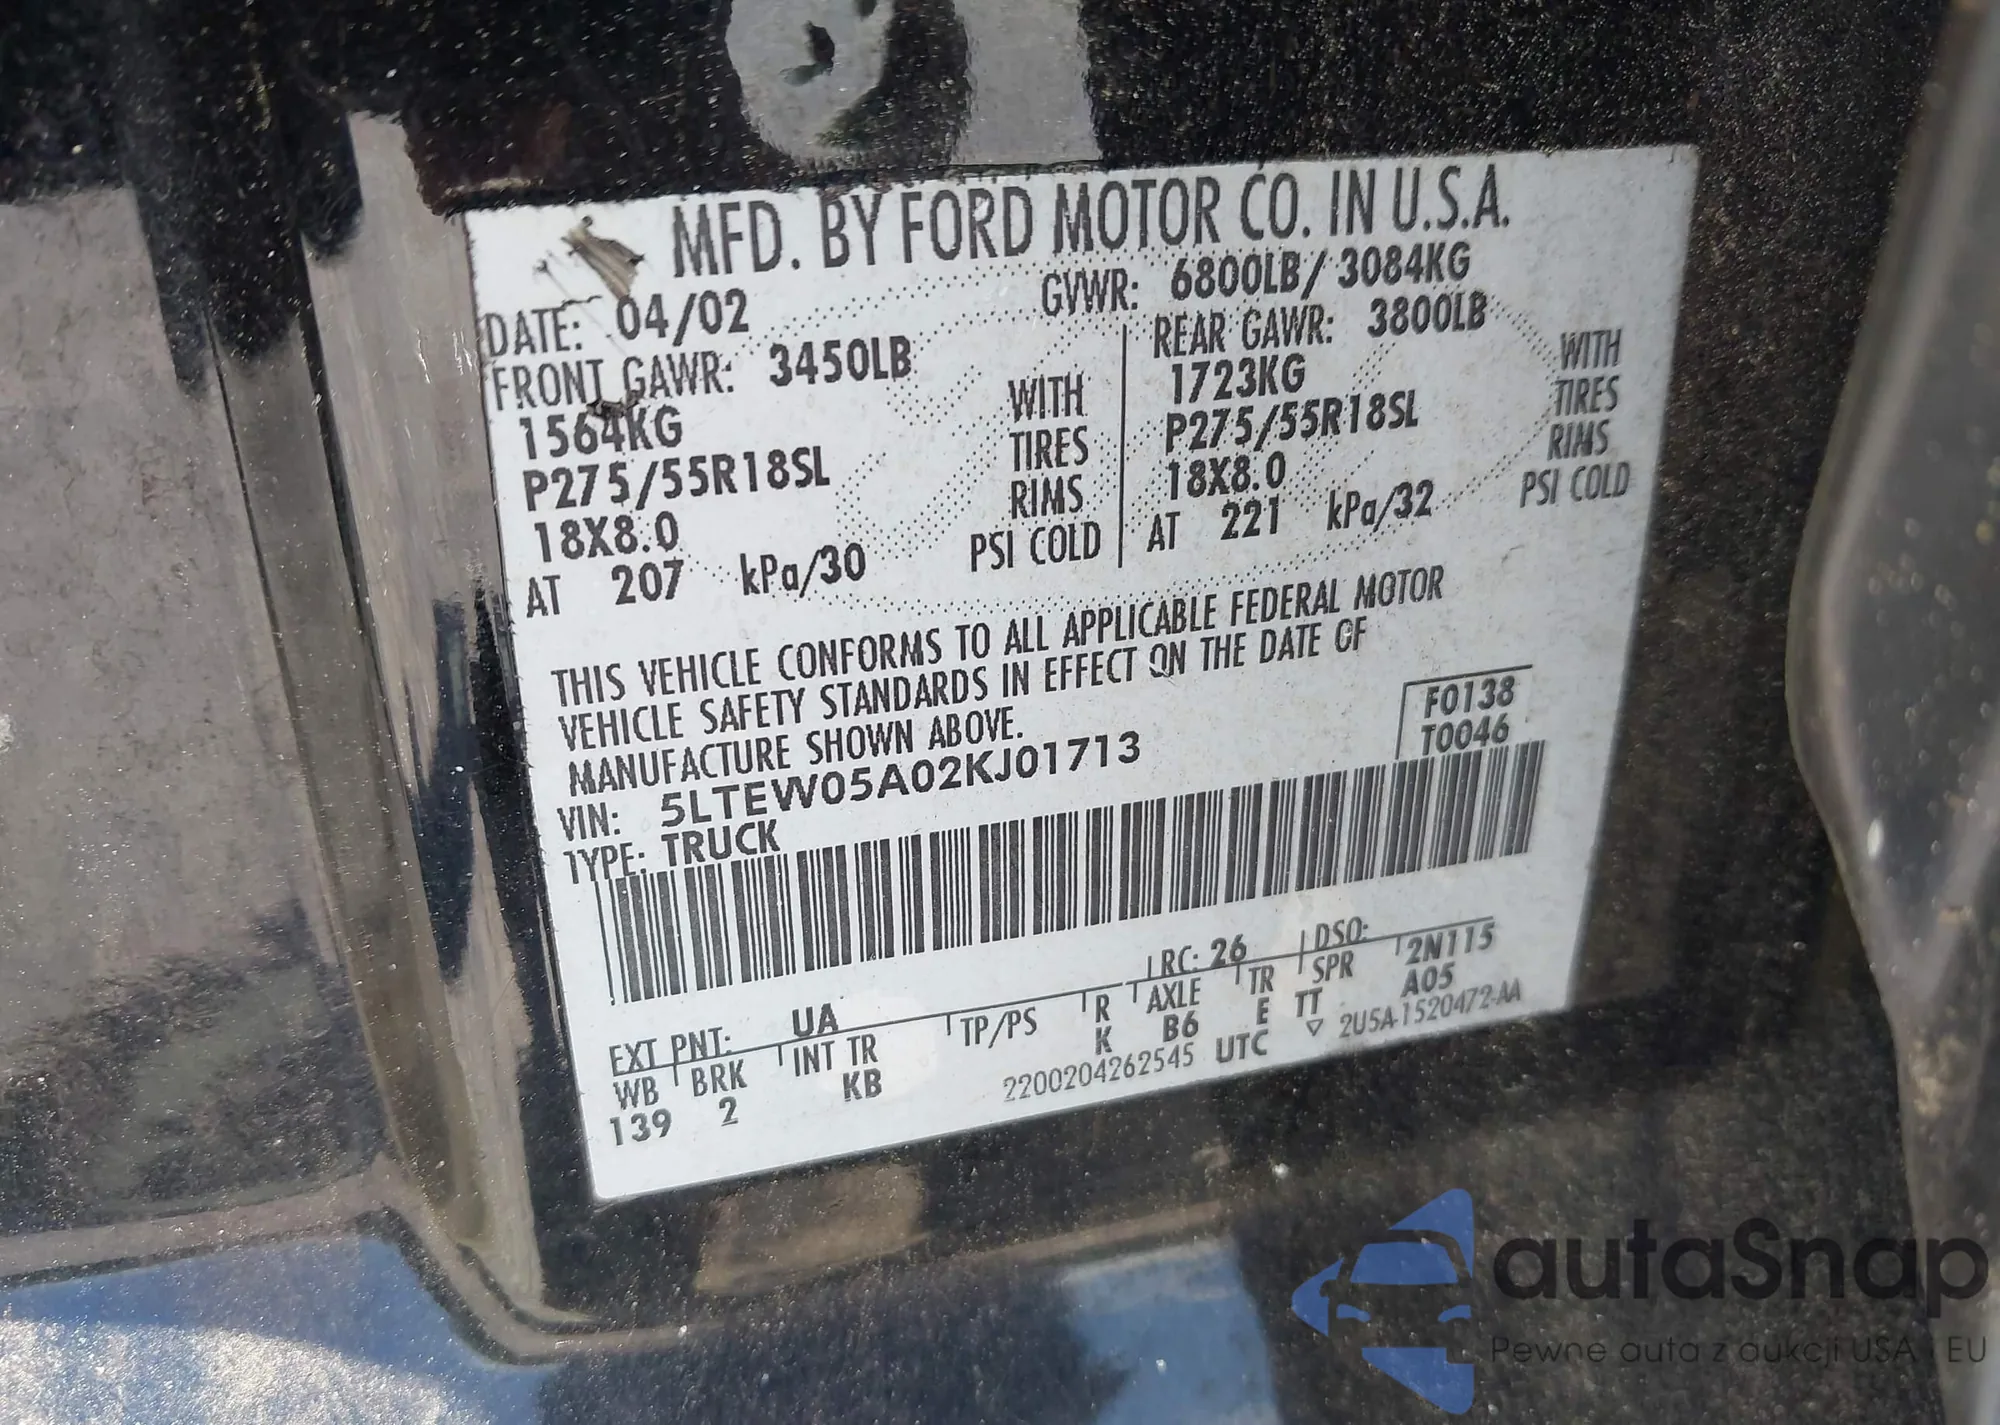 MFD. BY FORD MOTOR CO. IN U.S.A.
DATE: 04/02 GVWR: 6800LB/ 3084KG
FRONT GAWR: 3450LB REAR GAWR: 3800LB
1564KG WITH 1723KG WITH
P275/55R18SL TIRES P275/55R18SL TIRES
18X8.0 RIMS 18X8.0 RIMS
AT 207 kPa/30 PSI COLD AT 221 kPa/32 PSI COLD
THIS VEHICLE CONFORMS TO ALL APPLICABLE FEDERAL MOTOR
VEHICLE SAFETY STANDARDS IN EFFECT ON THE DATE OF
MANUFACTURE SHOWN ABOVE.
F0138
VIN: 5LTEW05A02KJ01713 T0046
TYPE: TRUCK
EXT PNT: UA RC: 26 DSO: 2N115
WB BRK INT TR TP/PS R AXLE TR SPR A05
139 2 KB K B6 E TT
2200204262545 UTC ▽ 2U5A-1520472-AA
autaSnap
Pewne auta z aukcji USA i EU